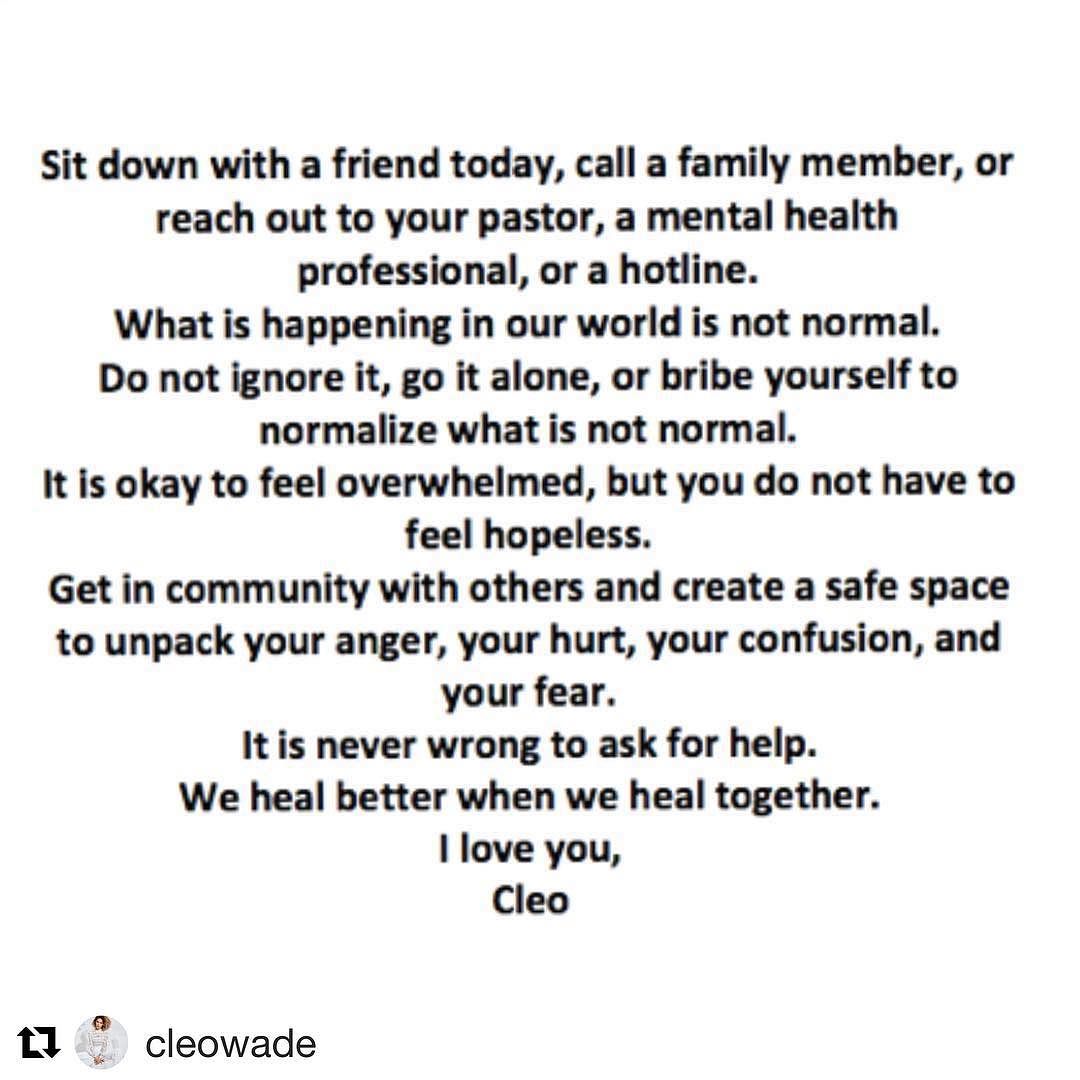 Sit down with a friend today, call a family member, or
reach out to your pastor, a mental health
professional, or a hotline.
What is happening in our world is not normal.
Do not ignore it, go it alone, or bribe yourself to
normalize what is not normal.
It is okay to feel overwhelmed, but you do not have to
feel hopeless.
Get in community with others and create a safe space
to unpack your anger, your hurt, your confusion, and
your fear.
It is never wrong to ask for help.
We heal better when we heal together.
I love you,
Cleo
cleowade